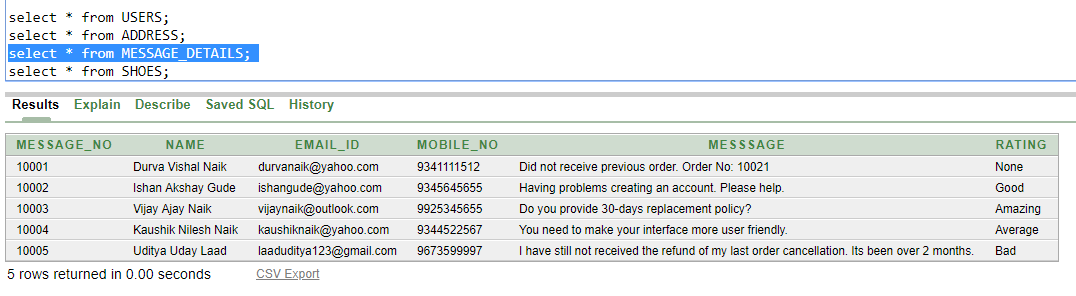 select * from USERS;
select * from ADDRESS;
select * from MESSAGE_DETAILS;
select * from SHOES;
Results Explain Describe Saved SQL History
MESSAGE_NO NAME EMAIL_ID MOBILE_NO MESSSAGE RATING
10001 Durva Vishal Naik durvanaik@yahoo.com 9341111512 Did not receive previous order. Order No: 10021 None
10002 Ishan Akshay Gude ishangude@yahoo.com 9345645655 Having problems creating an account. Please help. Good
10003 Vijay Ajay Naik vijaynaik@outlook.com 9925345655 Do you provide 30-days replacement policy? Amazing
10004 Kaushik Nilesh Naik kaushiknaik@yahoo.com 9344522567 You need to make your interface more user friendly. Average
10005 Uditya Uday Laad laaduditya123@gmail.com 9673599997 I have still not received the refund of my last order cancellation. Its been over 2 months. Bad
5 rows returned in 0.00 seconds CSV Export